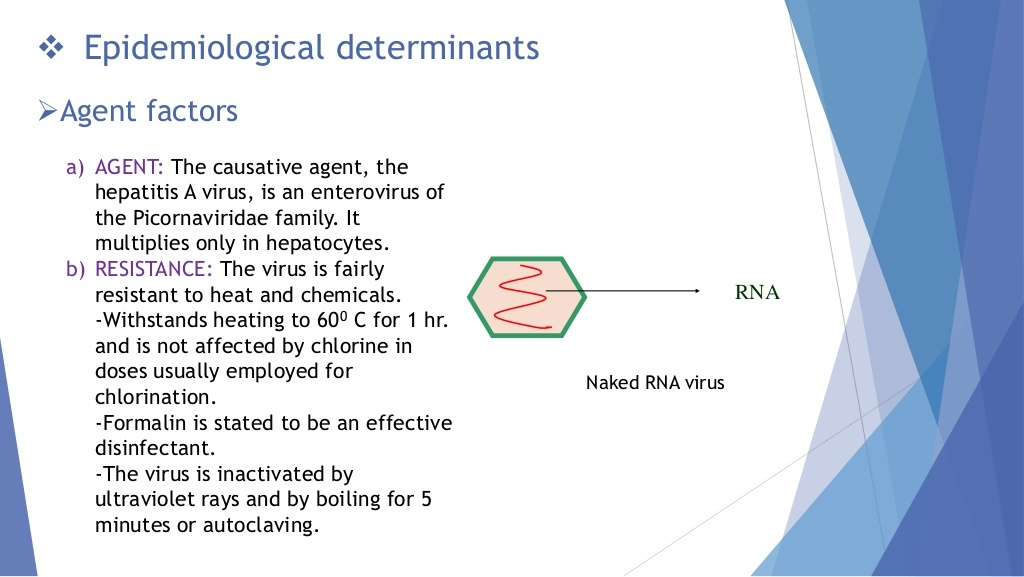 ❖ Epidemiological determinants
➢Agent factors
a) AGENT: The causative agent, the
hepatitis A virus, is an enterovirus of
the Picornaviridae family. It
multiplies only in hepatocytes.
b) RESISTANCE: The virus is fairly
resistant to heat and chemicals.
-Withstands heating to 60⁰ C for 1 hr.
and is not affected by chlorine in
doses usually employed for
chlorination.
-Formalin is stated to be an effective
disinfectant.
-The virus is inactivated by
ultraviolet rays and by boiling for 5
minutes or autoclaving.
RNA
Naked RNA virus